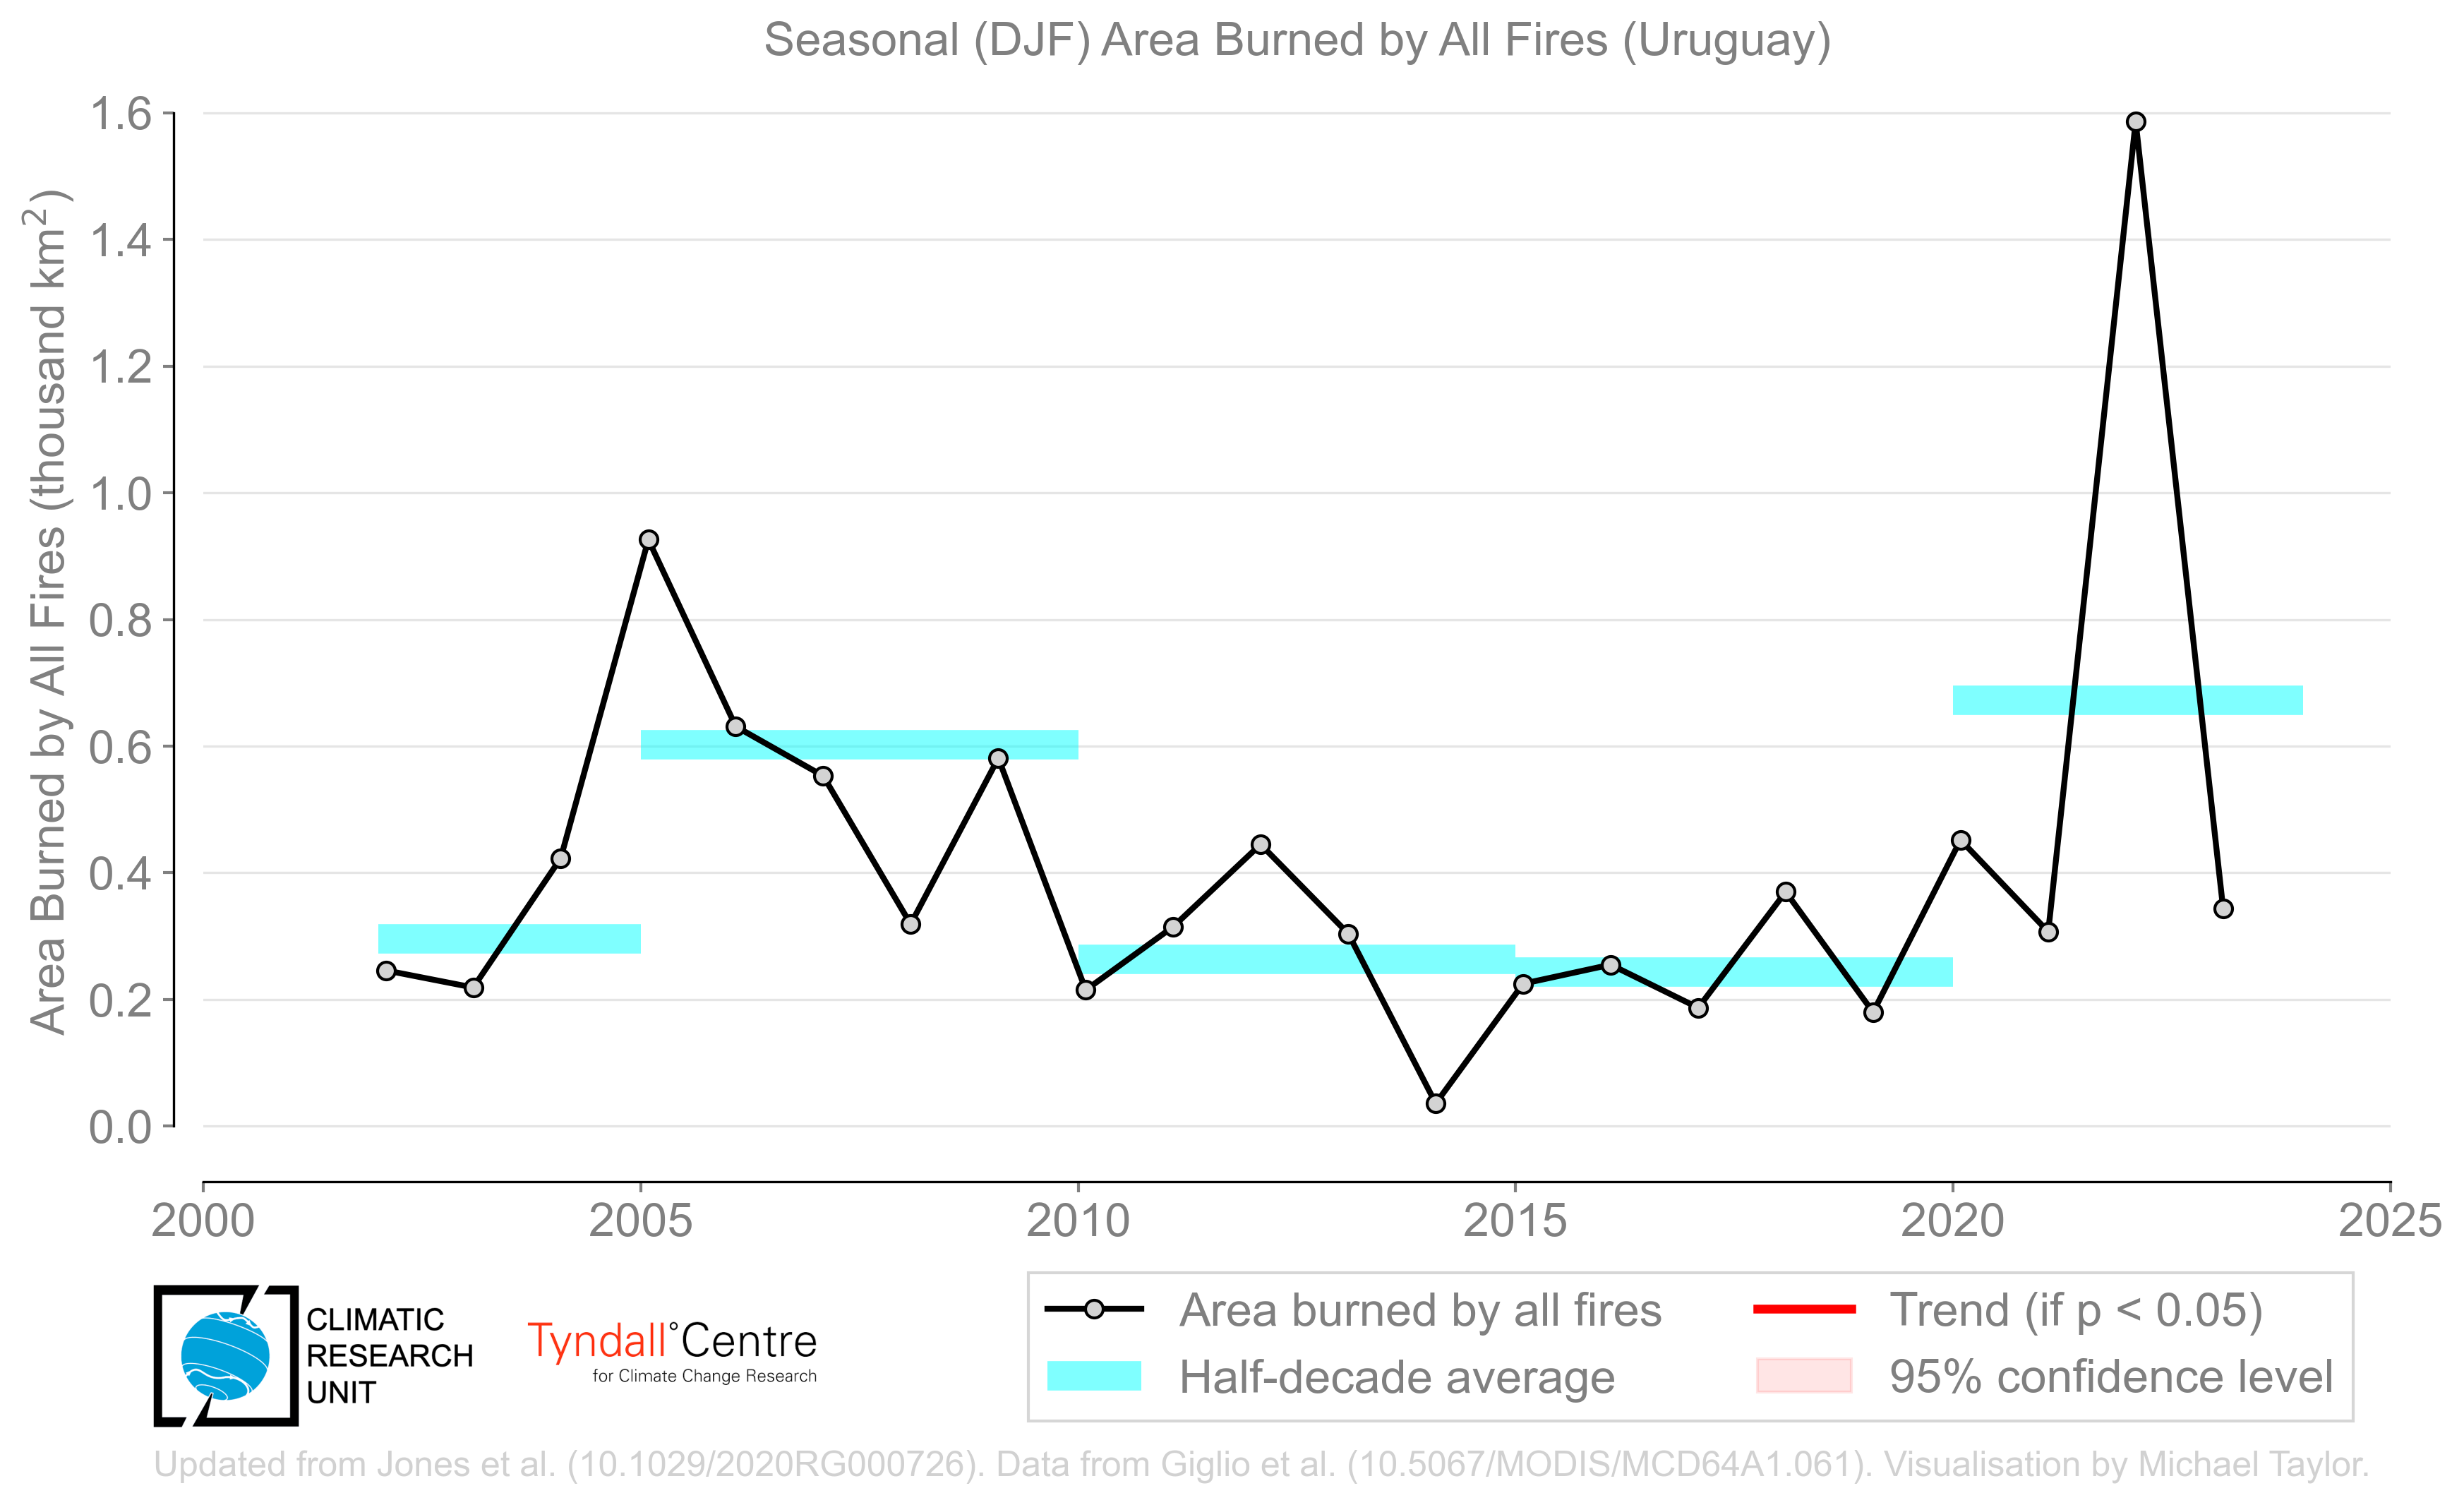 Seasonal (DJF) Area Burned by All Fires (Uruguay)
Area Burned by All Fires (thousand km²)
1.6
1.4
1.2
1.0
0.8
0.6
0.4
0.2
0.0
2000 2005 2010 2015 2020 2025
CLIMATIC
RESEARCH
UNIT
Tyndall°Centre
for Climate Change Research
Area burned by all fires
Half-decade average
Trend (if p < 0.05)
95% confidence level
Updated from Jones et al. (10.1029/2020RG000726). Data from Giglio et al. (10.5067/MODIS/MCD64A1.061). Visualisation by Michael Taylor.